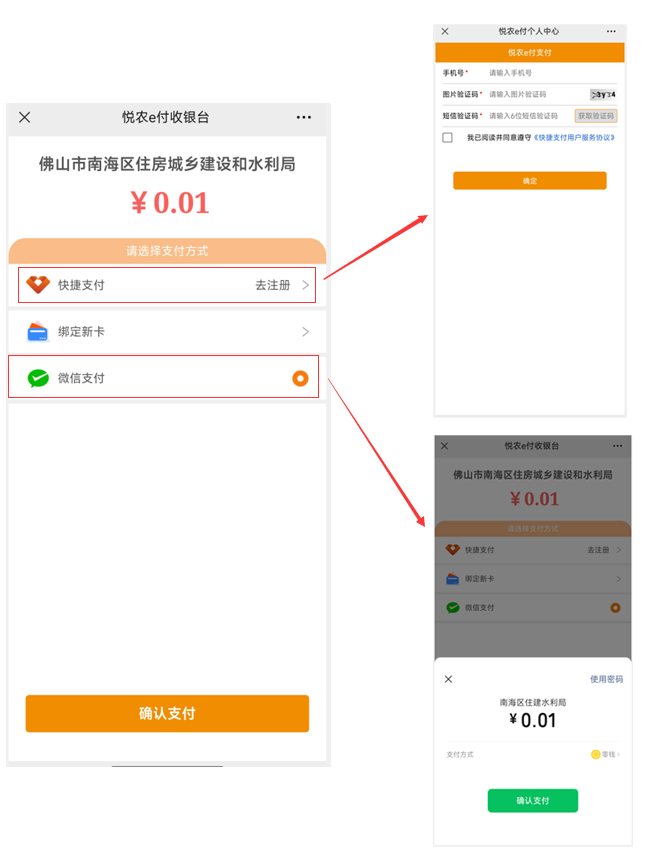 悦农e付收银台
佛山市南海区住房城乡建设和水利局
¥0.01
请选择支付方式
快捷支付 去注册
绑定新卡
微信支付
确认支付
悦农e付个人中心
悦农e付支付
手机号* 请输入手机号
图片验证码* 请输入图片验证码
短信验证码* 请输入6位短信验证码 获取验证码
我已阅读并同意遵守《快捷支付用户服务协议》
确定
悦农e付收银台
佛山市南海区住房城乡建设和水利局
¥0.01
请选择支付方式
快捷支付 去注册
绑定新卡
微信支付
使用密码
南海区住建水利局
¥0.01
支付方式 零钱
确认支付